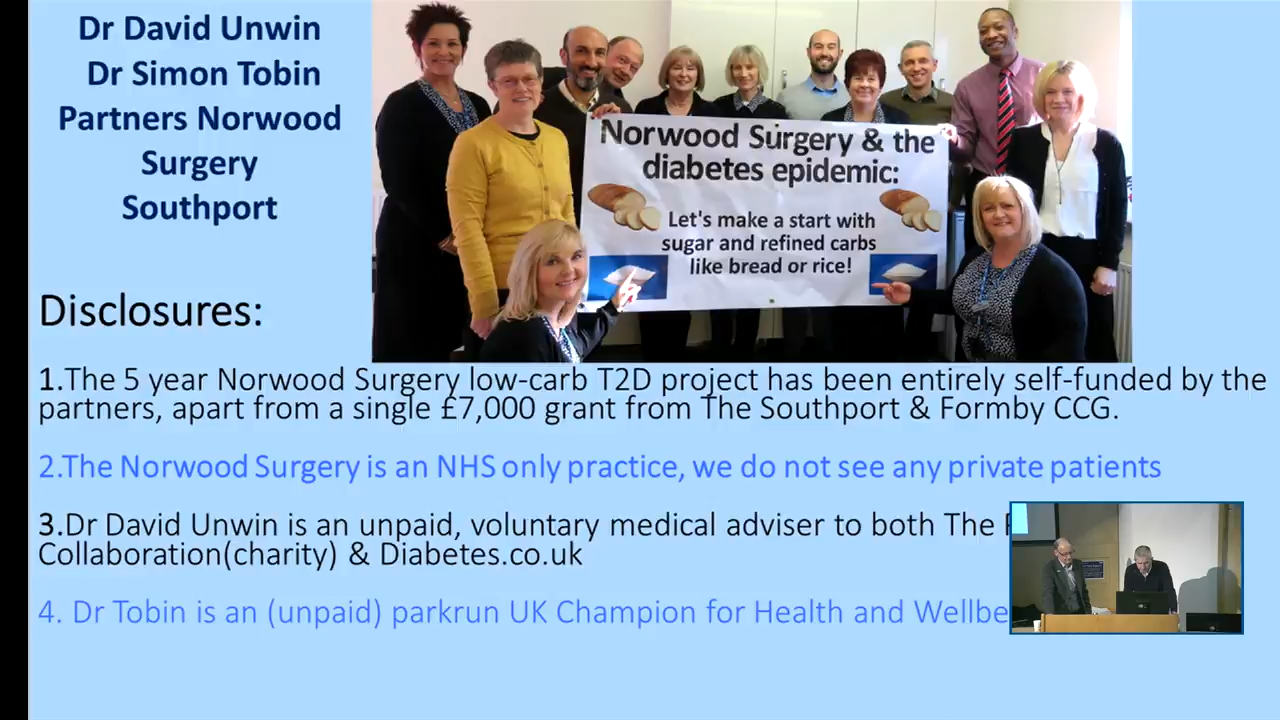 Dr David Unwin
Dr Simon Tobin
Partners Norwood
Surgery
Southport
Norwood Surgery & the
diabetes epidemic:
Let's make a start with
sugar and refined carbs
like bread or rice!
Disclosures:
1.The 5 year Norwood Surgery low-carb T2D project has been entirely self-funded by the
partners, apart from a single £7,000 grant from The Southport & Formby CCG.
2.The Norwood Surgery is an NHS only practice, we do not see any private patients
3.Dr David Unwin is an unpaid, voluntary medical adviser to both The
Collaboration(charity) & Diabetes.co.uk
4. Dr Tobin is an (unpaid) parkrun UK Champion for Health and